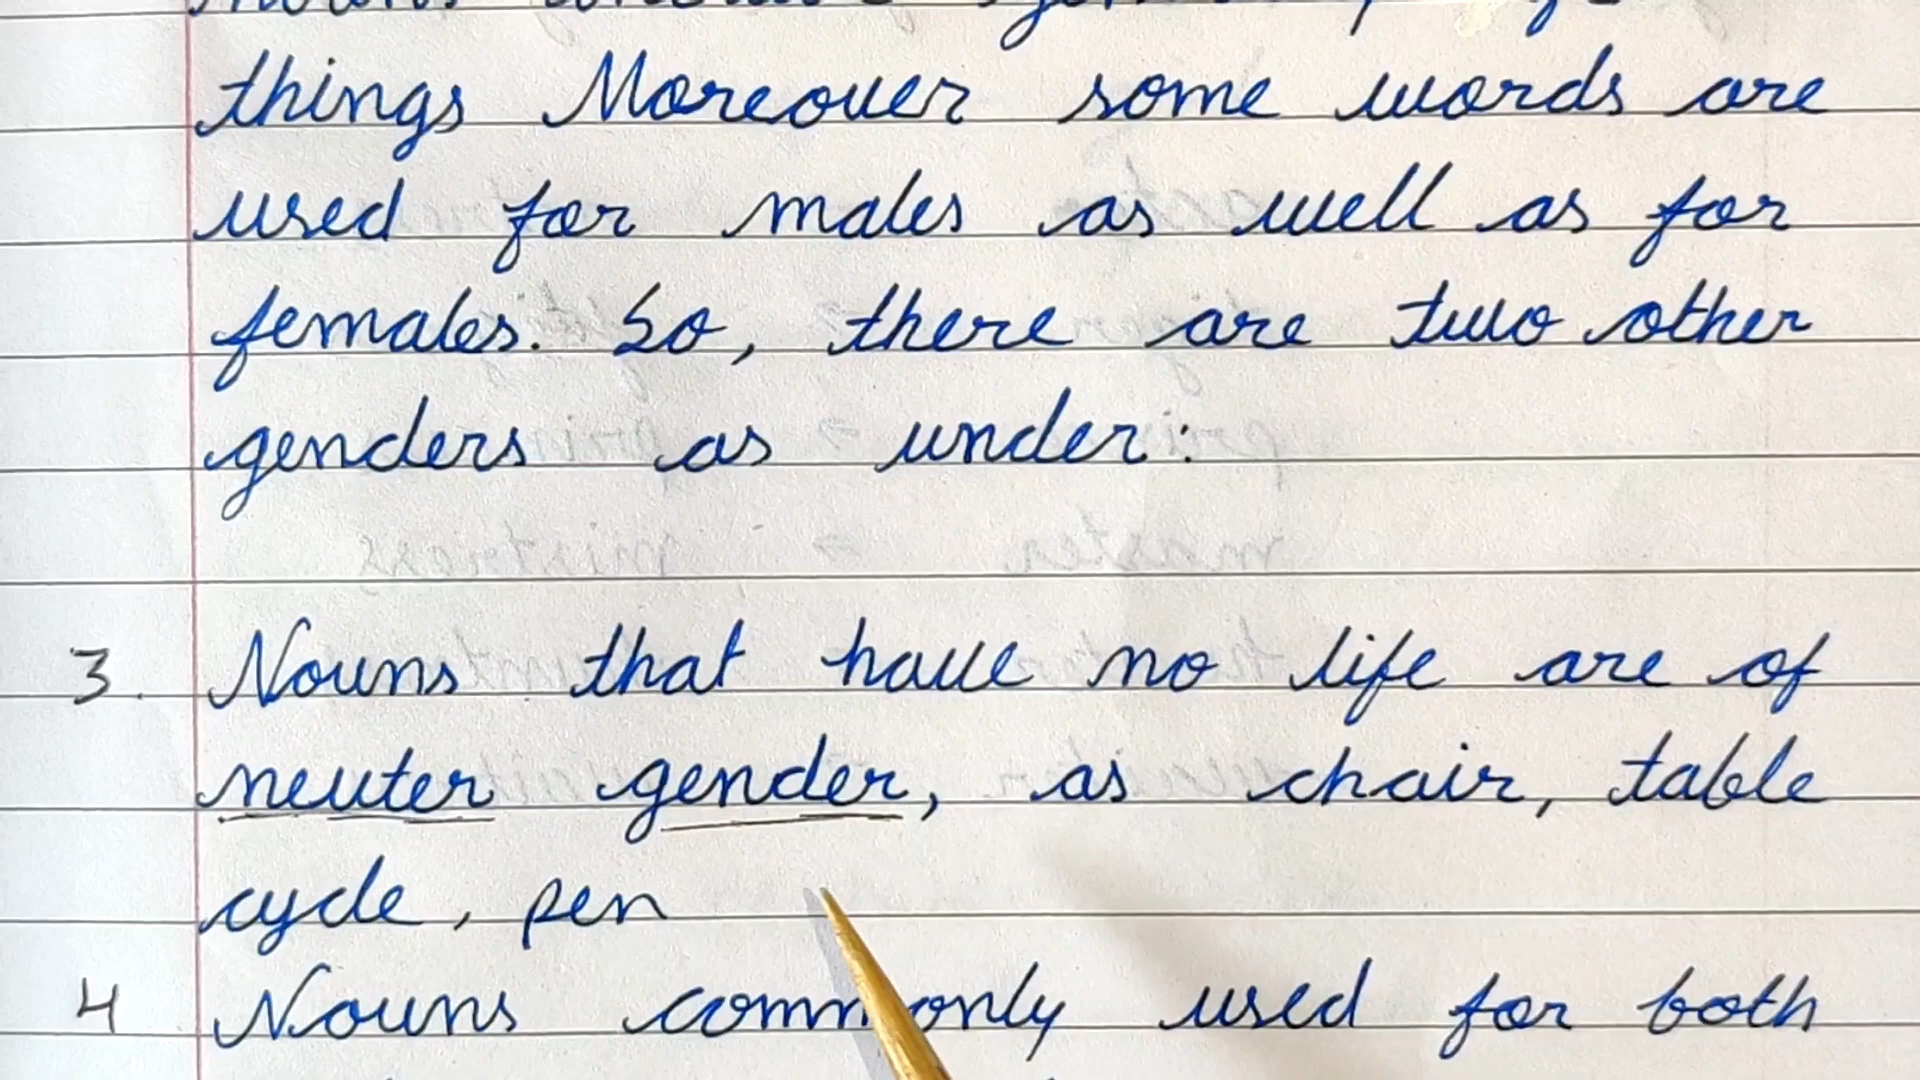 things Moreover some words are
used for males as well as for
females. So, there are two other
genders as under:
3. Nouns that have no life are of
neuter gender, as chair, table
cycle, pen
4 Nouns commonly used for both